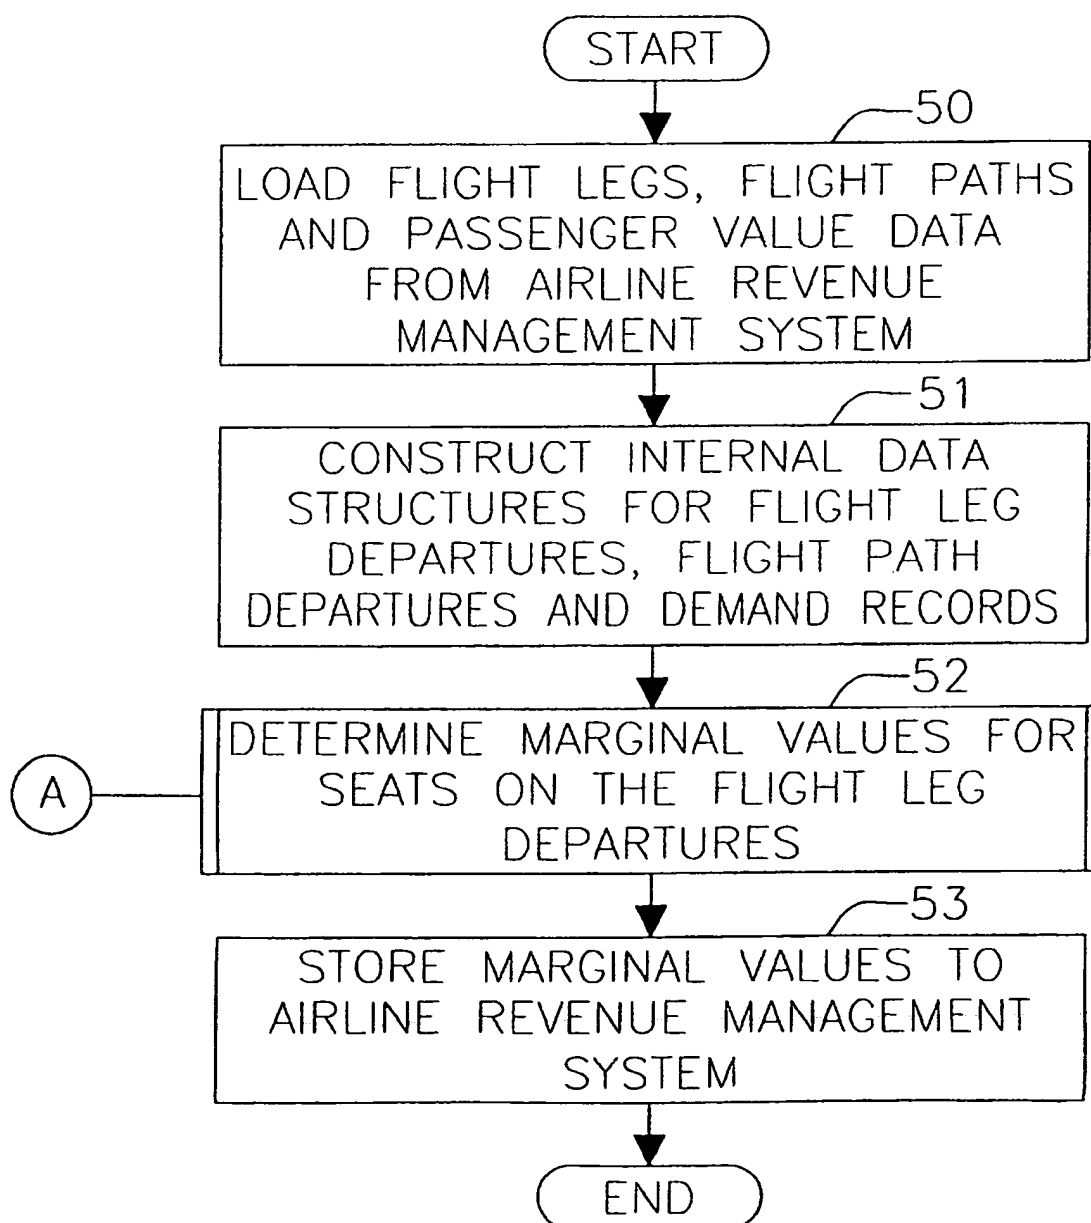 START
50
LOAD FLIGHT LEGS, FLIGHT PATHS
AND PASSENGER VALUE DATA
FROM AIRLINE REVENUE
MANAGEMENT SYSTEM
51
CONSTRUCT INTERNAL DATA
STRUCTURES FOR FLIGHT LEG
DEPARTURES, FLIGHT PATH
DEPARTURES AND DEMAND RECORDS
52
DETERMINE MARGINAL VALUES FOR
SEATS ON THE FLIGHT LEG
DEPARTURES
A
53
STORE MARGINAL VALUES TO
AIRLINE REVENUE MANAGEMENT
SYSTEM
END